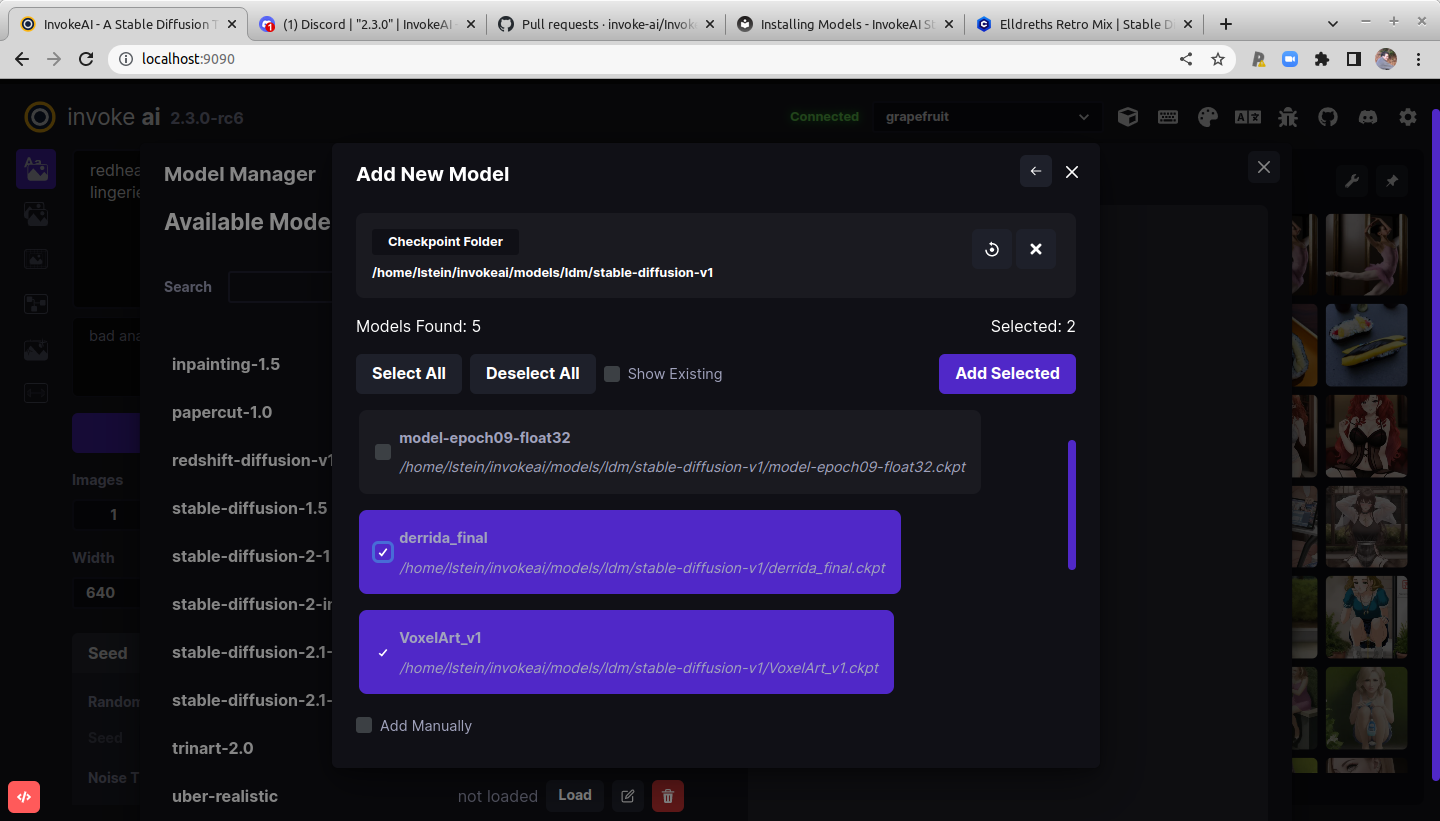 InvokeAI - A Stable Diffusion T
(1) Discord | "2.3.0" | InvokeAI
Pull requests · invoke-ai/Invoke
Installing Models - InvokeAI St
Elldreths Retro Mix | Stable D
localhost:9090
invoke ai 2.3.0-rc6
Connected
grapefruit
redhea
lingerie
bad ana
Images
1
Width
640
Seed
Random
Seed
Noise T
Model Manager
Available Mode
Search
inpainting-1.5
papercut-1.0
redshift-diffusion-v1
stable-diffusion-1.5
stable-diffusion-2-1
stable-diffusion-2-in
stable-diffusion-2.1-
stable-diffusion-2.1-
trinart-2.0
uber-realistic
not loaded
Load
Add New Model
Checkpoint Folder
/home/lstein/invokeai/models/ldm/stable-diffusion-v1
Models Found: 5
Selected: 2
Select All
Deselect All
Show Existing
Add Selected
model-epoch09-float32
/home/lstein/invokeai/models/ldm/stable-diffusion-v1/model-epoch09-float32.ckpt
derrida_final
/home/lstein/invokeai/models/ldm/stable-diffusion-v1/derrida_final.ckpt
VoxelArt_v1
/home/lstein/invokeai/models/ldm/stable-diffusion-v1/VoxelArt_v1.ckpt
Add Manually